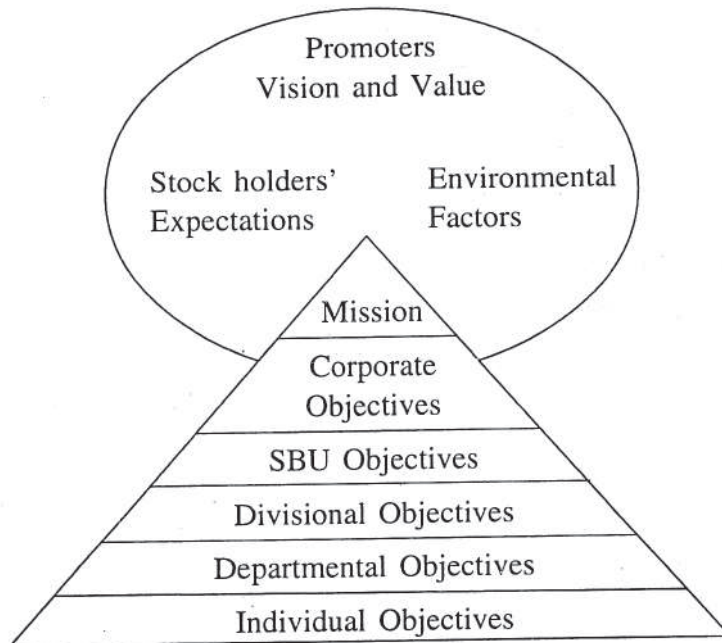 Promoters
Vision and Value
Stock holders'
Expectations
Environmental
Factors
Mission
Corporate
Objectives
SBU Objectives
Divisional Objectives
Departmental Objectives
Individual Objectives